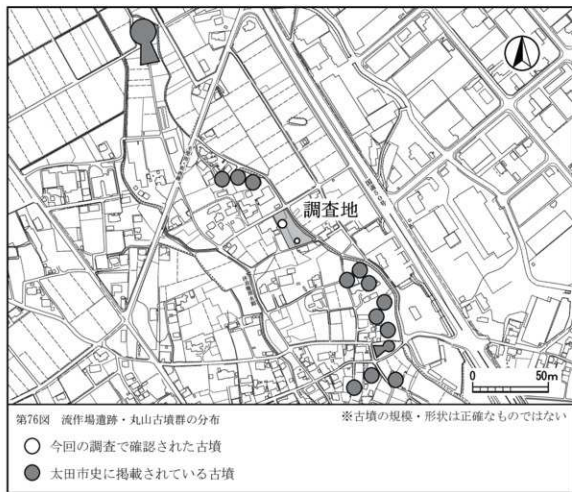 調査地
0 50m
第76図 流作場遺跡・丸山古墳群の分布
※古墳の規模・形状は正確なものではない
今回の調査で確認された古墳
太田市史に掲載されている古墳